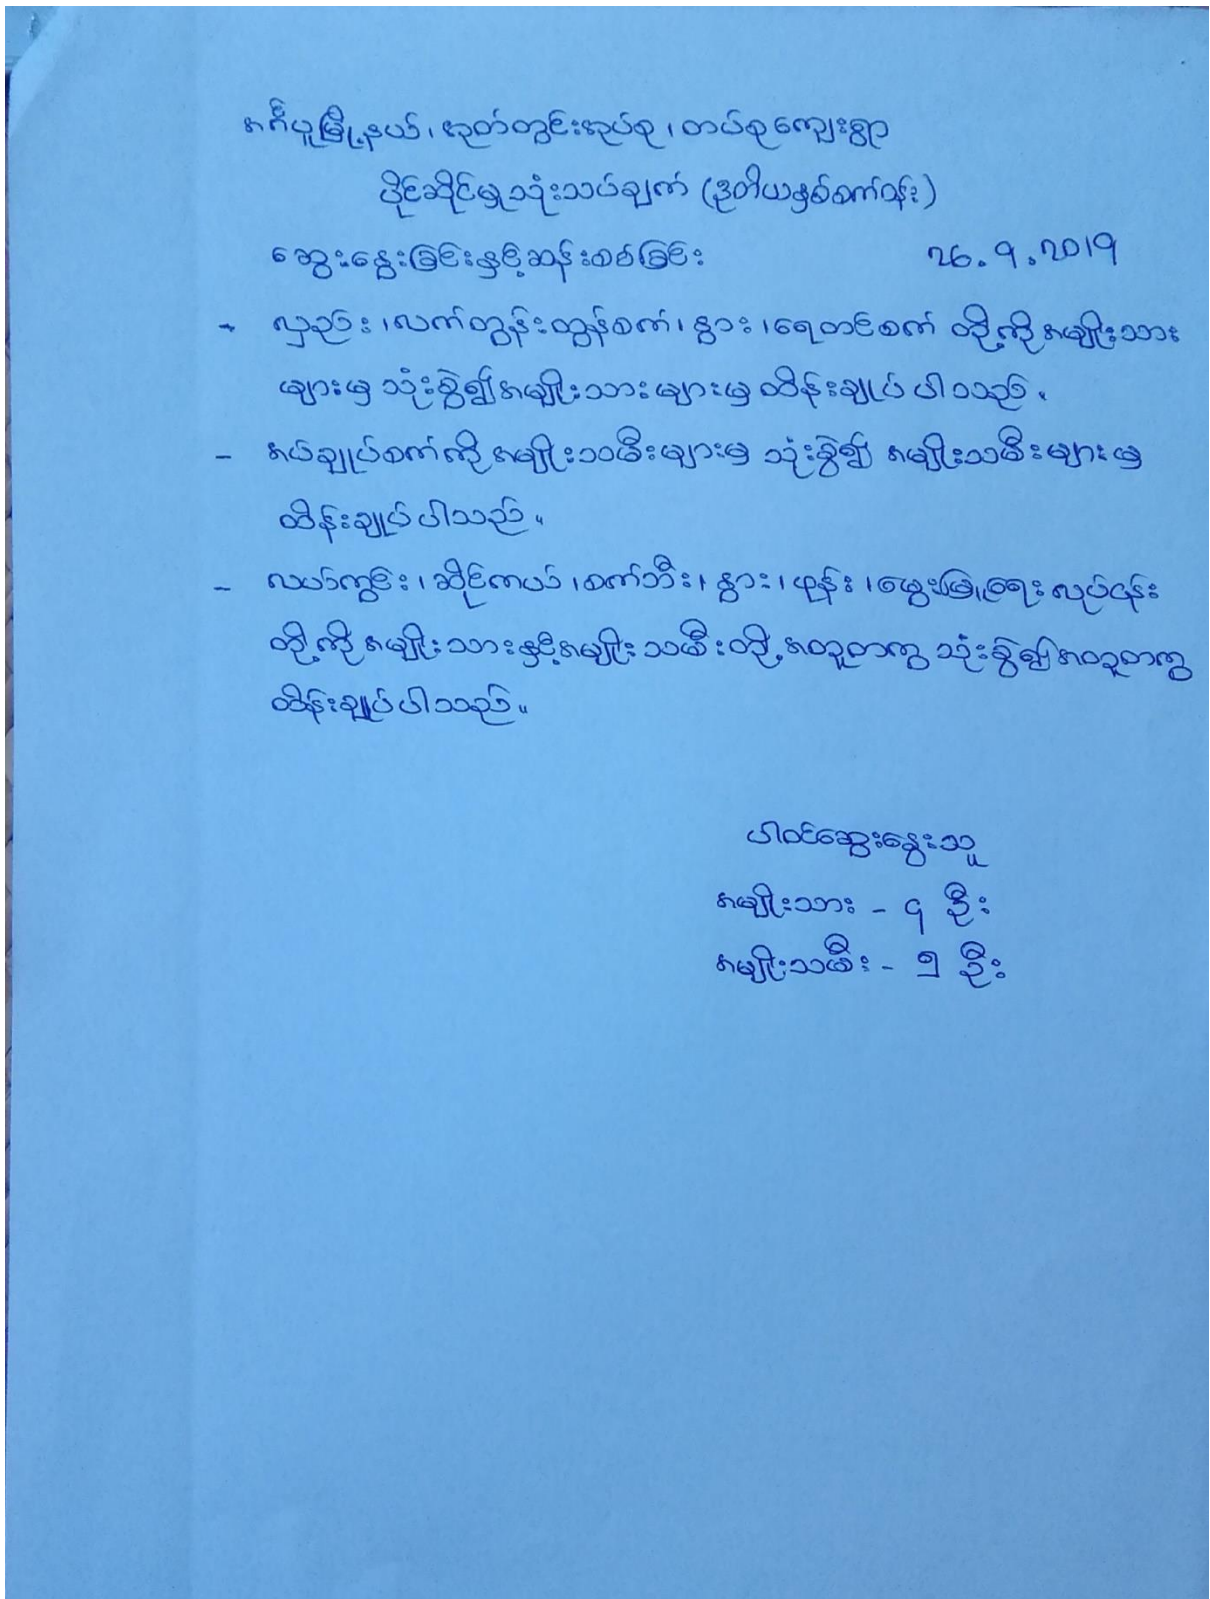 အင်္ဂပူမြို့နယ်၊ အုတ်တွင်းအုပ်စု၊ တပ်စုကျေးရွာ
ပိုင်ဆိုင်မှုသုံးသပ်ချက် (ဒုတိယနှစ်စက်ဝန်း)
ဆွေးနွေးခြင်းနှင့်ဆန်းစစ်ခြင်း 26.9.2019
- လှည်း၊ လက်တွန်းထွန်စက်၊ နွား၊ ရေတင်စက် တို့ကို အမျိုးသား
များမှ သုံးစွဲ၍ အမျိုးသားများမှ ထိန်းချုပ်ပါသည်။
- အပ်ချုပ်စက်ကို အမျိုးသမီးများမှ သုံးစွဲ၍ အမျိုးသမီးများမှ
ထိန်းချုပ်ပါသည်။
- လယ်ကွင်း၊ ဆိုင်ကယ်၊ စက်ဘီး၊ နွား၊ ဖုန်း၊ မွေးမြူရေးလုပ်ငန်း
တို့ကို အမျိုးသားနှင့်အမျိုးသမီးတို့ အတူတကွ သုံးစွဲ၍ အတူတကွ
ထိန်းချုပ်ပါသည်။
ပါဝင်ဆွေးနွေးသူ
အမျိုးသား - ၄ ဦး
အမျိုးသမီး - ၅ ဦး